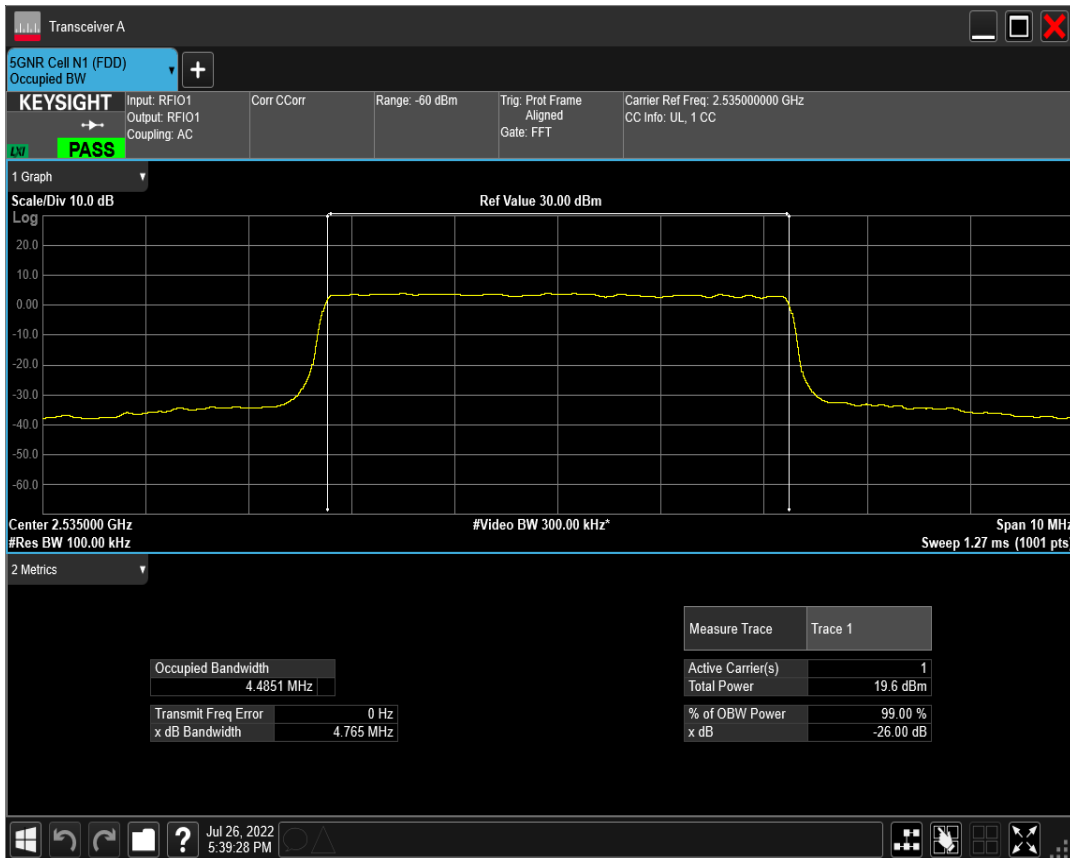 Transceiver A
5GNR Cell N1 (FDD)
Occupied BW
+
KEYSIGHT
LXI
PASS
Input: RFIO1
Output: RFIO1
Coupling: AC
Corr CCorr
Range: -60 dBm
Trig: Prot Frame
Aligned
Gate: FFT
Carrier Ref Freq: 2.535000000 GHz
CC Info: UL, 1 CC
1 Graph
Scale/Div 10.0 dB
Ref Value 30.00 dBm
Log
20.0
10.0
0.00
-10.0
-20.0
-30.0
-40.0
-50.0
-60.0
Center 2.535000 GHz
#Video BW 300.00 kHz*
Span 10 MHz
#Res BW 100.00 kHz
Sweep 1.27 ms (1001 pts)
2 Metrics
Measure Trace Trace 1
Occupied Bandwidth
4.4851 MHz
Active Carrier(s) 1
Total Power 19.6 dBm
Transmit Freq Error 0 Hz
x dB Bandwidth 4.765 MHz
% of OBW Power 99.00 %
x dB -26.00 dB
?
Jul 26, 2022
5:39:28 PM